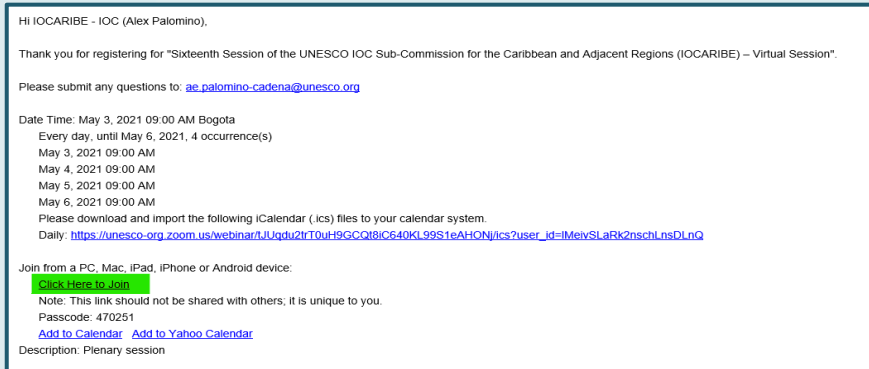 Hi IOCARIBE - IOC (Alex Palomino),
Thank you for registering for "Sixteenth Session of the UNESCO IOC Sub-Commission for the Caribbean and Adjacent Regions (IOCARIBE) – Virtual Session".
Please submit any questions to: ae.palomino-cadena@unesco.org
Date Time: May 3, 2021 09:00 AM Bogota
Every day, until May 6, 2021, 4 occurrence(s)
May 3, 2021 09:00 AM
May 4, 2021 09:00 AM
May 5, 2021 09:00 AM
May 6, 2021 09:00 AM
Please download and import the following iCalendar (.ics) files to your calendar system.
Daily: https://unesco-org.zoom.us/webinar/tJUqdu2trT0uH9GCQt8iC640KL99S1eAHONj/ics?user_id=lMeivSLaRk2nschLnsDLnQ
Join from a PC, Mac, iPad, iPhone or Android device:
Click Here to Join
Note: This link should not be shared with others; it is unique to you.
Passcode: 470251
Add to Calendar Add to Yahoo Calendar
Description: Plenary session